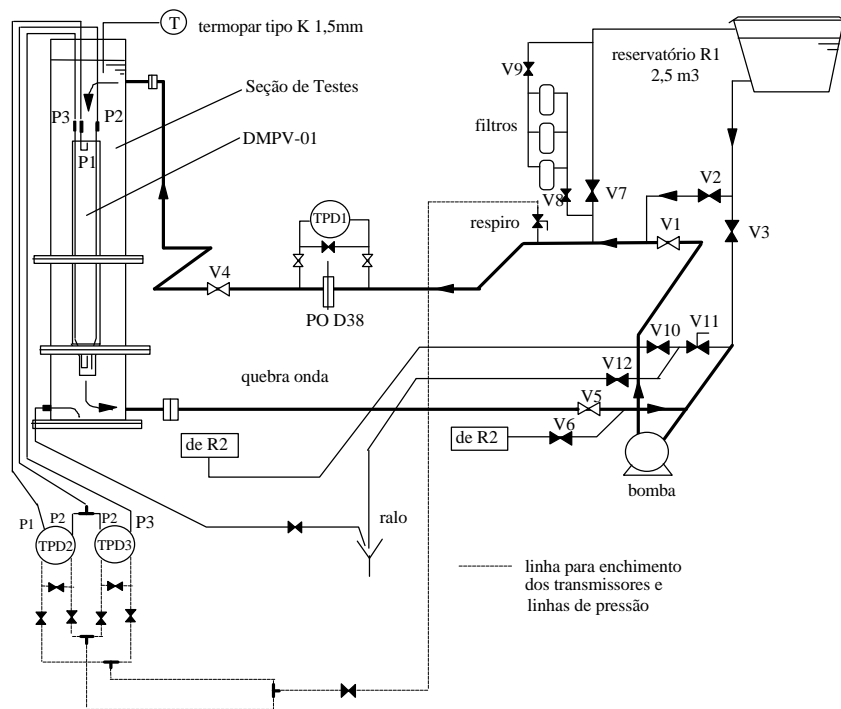 T
termopar tipo K 1,5mm
reservatório R1
2,5 m3
V9
Seção de Testes
P3
P2
filtros
DMPV-01
P1
V2
V8
V7
TPD1
respiro
V1
V3
V4
PO D38
V10
V11
V12
quebra onda
V5
de R2
de R2
V6
bomba
P1
P2
P2
P3
ralo
TPD2
TPD3
linha para enchimento
dos transmissores e
linhas de pressão